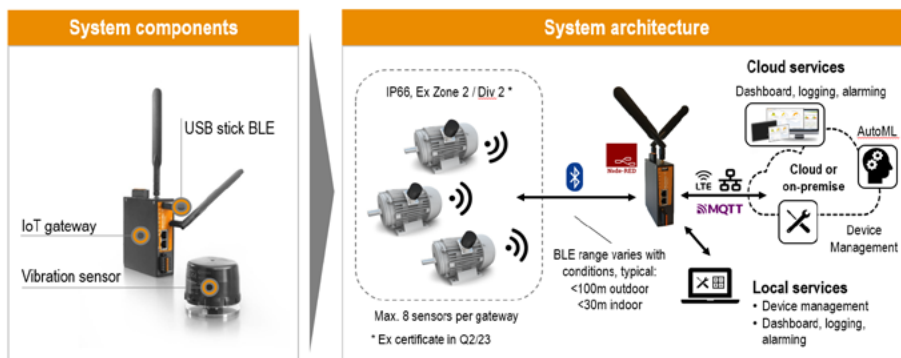 System components
USB stick BLE
IoT gateway
Vibration sensor
System architecture
IP66, Ex Zone 2 / Div 2 *
Max. 8 sensors per gateway
* Ex certificate in Q2/23
Node-RED
BLE range varies with
conditions, typical:
<100m outdoor
<30m indoor
LTE
MQTT
Cloud services
Dashboard, logging, alarming
AutoML
Cloud or
on-premise
Device
Management
Local services
• Device management
• Dashboard, logging,
alarming